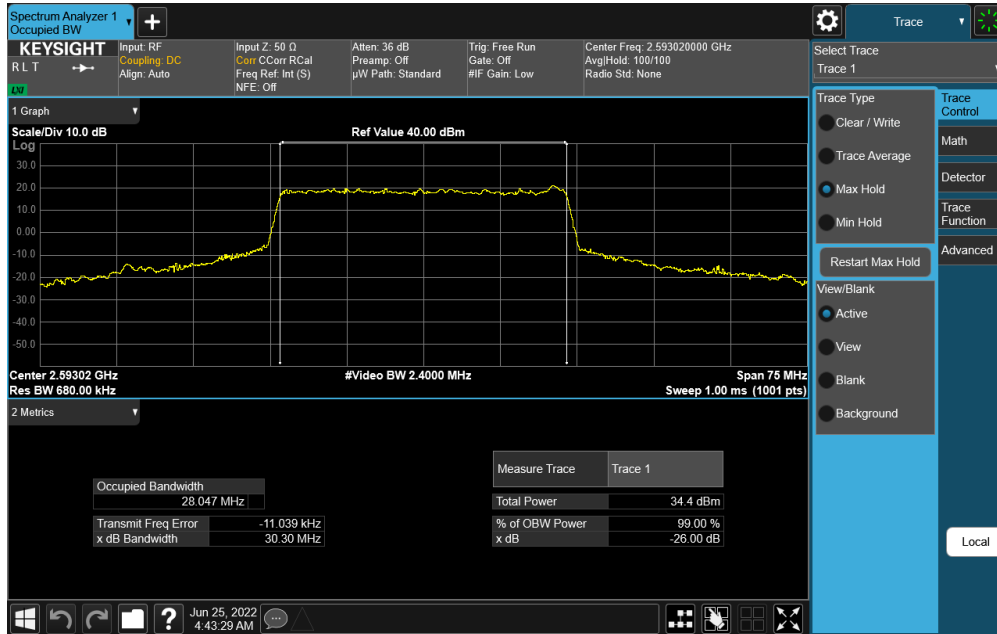 Spectrum Analyzer 1
Occupied BW
+
Trace
KEYSIGHT
R L T
LXI
Input: RF
Coupling: DC
Align: Auto
Input Z: 50 Ω
Corr CCorr RCal
Freq Ref: Int (S)
NFE: Off
Atten: 36 dB
Preamp: Off
µW Path: Standard
Trig: Free Run
Gate: Off
#IF Gain: Low
Center Freq: 2.593020000 GHz
Avg|Hold: 100/100
Radio Std: None
Select Trace
Trace 1
1 Graph
Scale/Div 10.0 dB
Ref Value 40.00 dBm
Log
30.0
20.0
10.0
0.00
-10.0
-20.0
-30.0
-40.0
-50.0
Center 2.59302 GHz
#Video BW 2.4000 MHz
Span 75 MHz
Res BW 680.00 kHz
Sweep 1.00 ms (1001 pts)
2 Metrics
Occupied Bandwidth
28.047 MHz
Transmit Freq Error -11.039 kHz
x dB Bandwidth 30.30 MHz
Measure Trace Trace 1
Total Power 34.4 dBm
% of OBW Power 99.00 %
x dB -26.00 dB
Trace Type
Clear / Write
Trace Average
Max Hold
Min Hold
Restart Max Hold
View/Blank
Active
View
Blank
Background
Trace
Control
Math
Detector
Trace
Function
Advanced
Local
?
Jun 25, 2022
4:43:29 AM